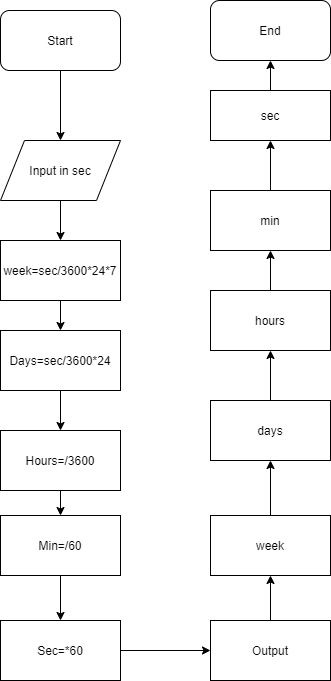 Start
Input in sec
week=sec/3600*24*7
Days=sec/3600*24
Hours=/3600
Min=/60
Sec=*60
Output
week
days
hours
min
sec
End